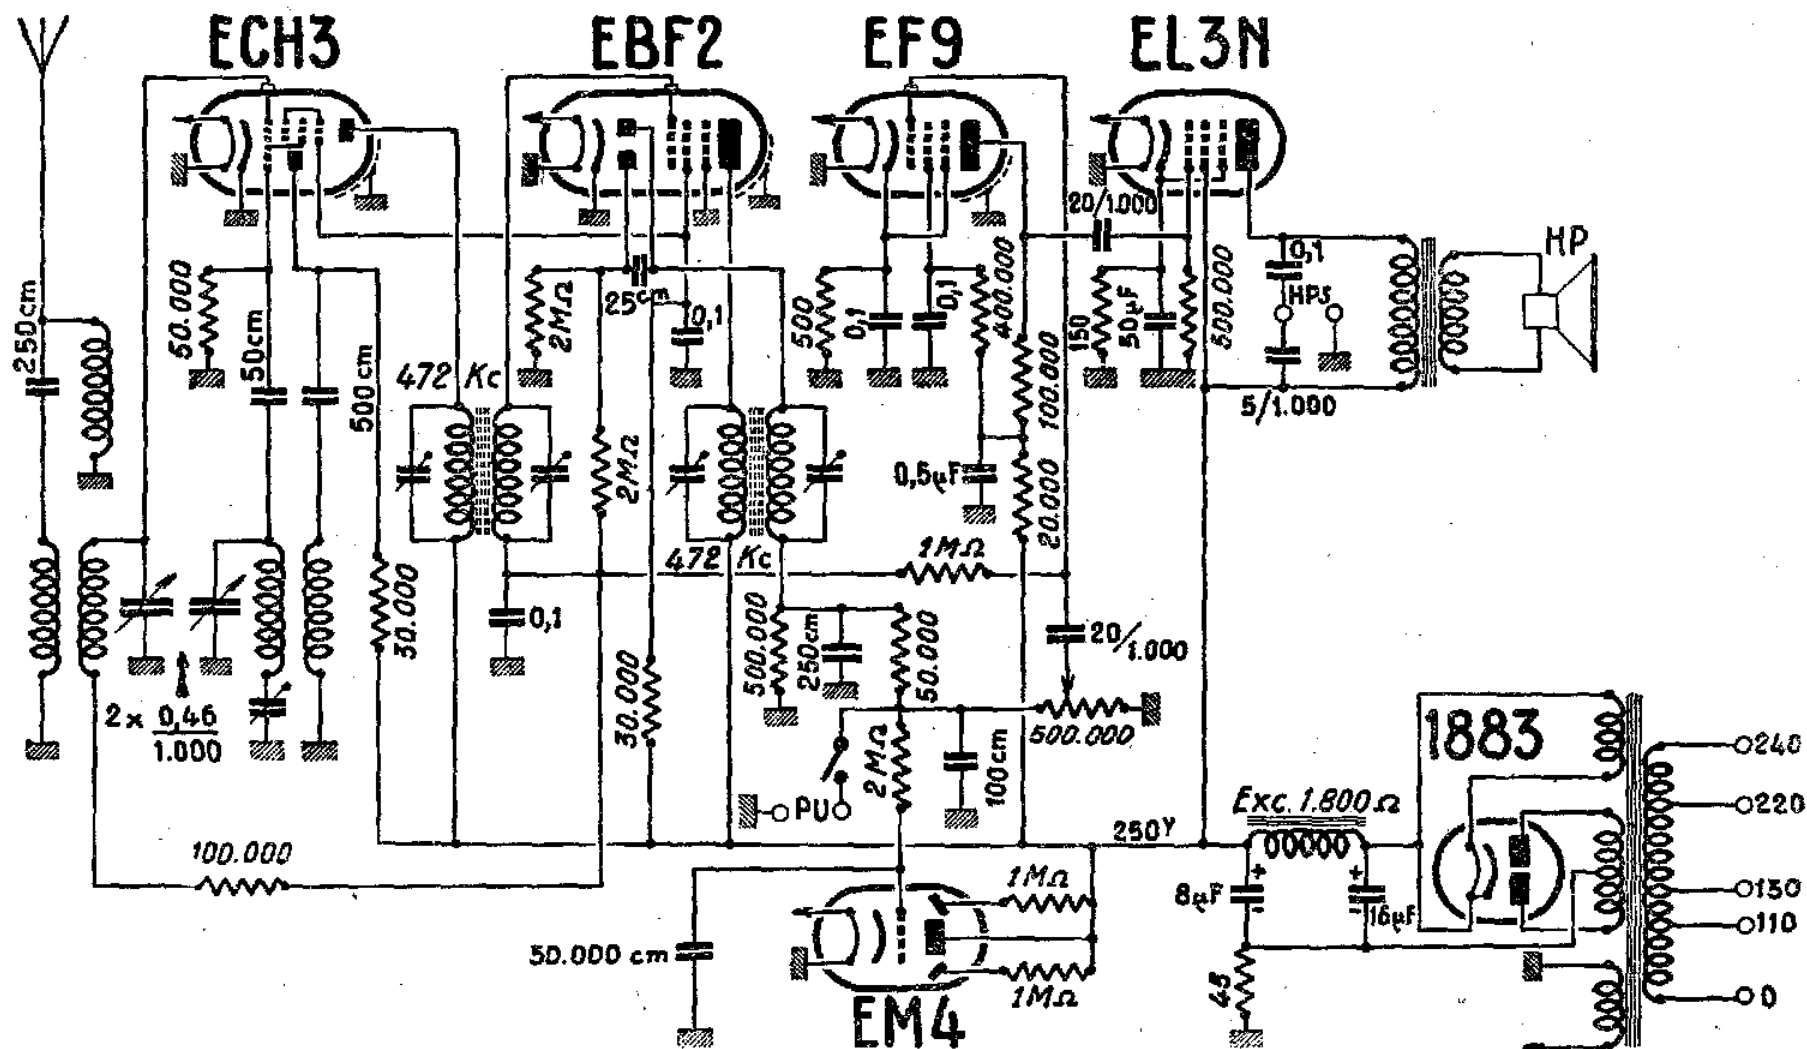 ECH3 EBF2 EF9 EL3N
20/1.000
HP
250cm
50.000
50cm
500cm
2MΩ
25cm
0,1
500
0,1
0,1
400.000
150
50µF
500.000
0,1
HPS
5/1.000
472 Kc
2MΩ
472 Kc
0,5µF
100.000
20.000
1MΩ
30.000
0,1
30.000
500.000
250cm
50.000
20/1.000
2x 0,46
1.000
500.000
2MΩ
100cm
PU
1883
240
220
Exc. 1.800Ω
250V
100.000
8µF
16µF
130
110
1MΩ
50.000 cm
1MΩ
45
0
EM4